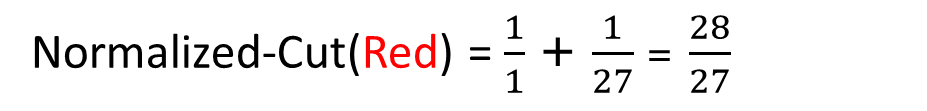 Normalized-Cut(Red) = 1/1 + 1/27 = 28/27